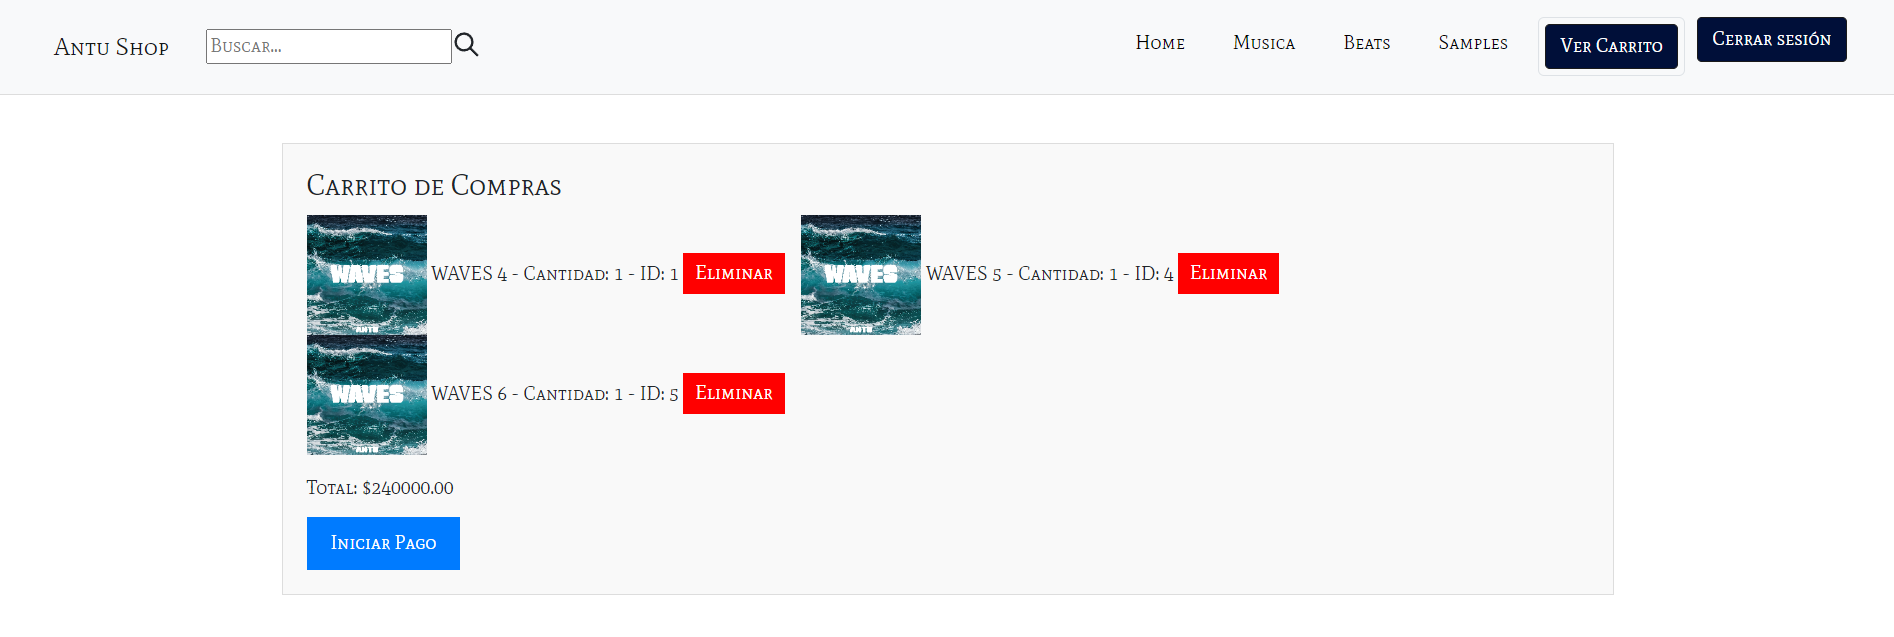 Antu Shop
Buscar...
Home
Musica
Beats
Samples
Ver Carrito
Cerrar sesión
Carrito de Compras
WAVES
ANTU
WAVES 4 - Cantidad: 1 - ID: 1
Eliminar
WAVES
ANTU
WAVES 5 - Cantidad: 1 - ID: 4
Eliminar
WAVES
ANTU
WAVES 6 - Cantidad: 1 - ID: 5
Eliminar
Total: $240000.00
Iniciar Pago